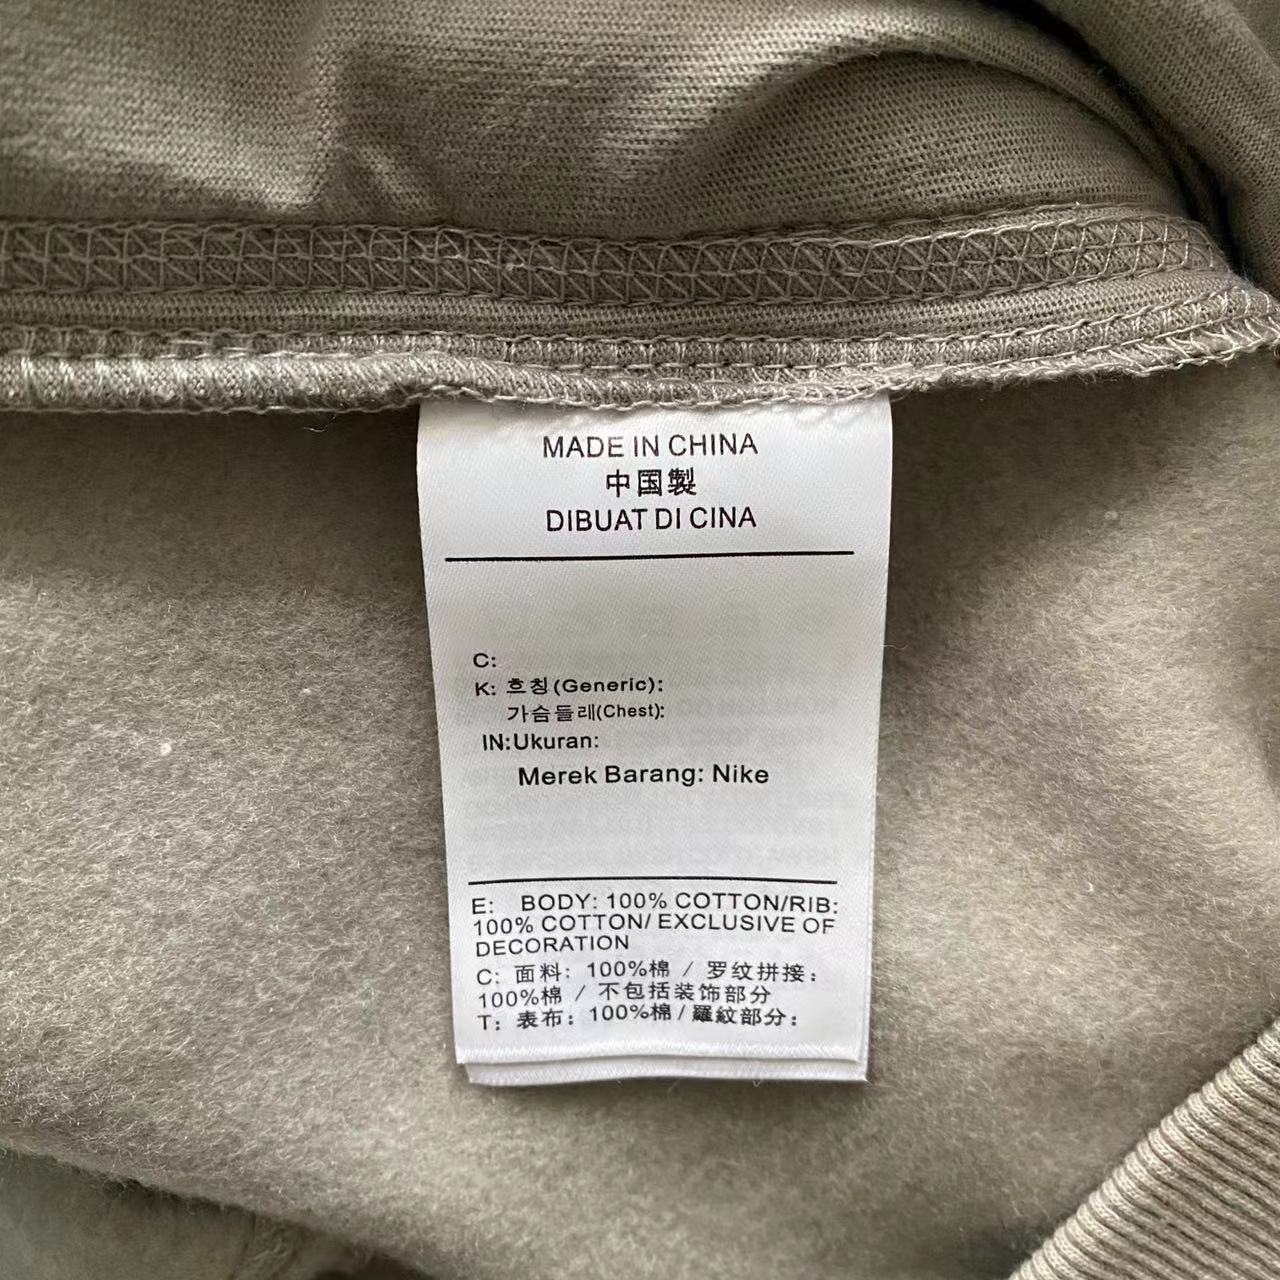 MADE IN CHINA
中国製
DIBUAT DI CINA
C:
K: 흐칭(Generic):
가슴들레(Chest):
IN:Ukuran:
Merek Barang: Nike
E: BODY: 100% COTTON/RIB:
100% COTTON/ EXCLUSIVE OF
DECORATION
C: 面料: 100%棉 / 罗纹拼接:
100%棉 / 不包括装饰部分
T: 表布: 100%棉/羅紋部分: